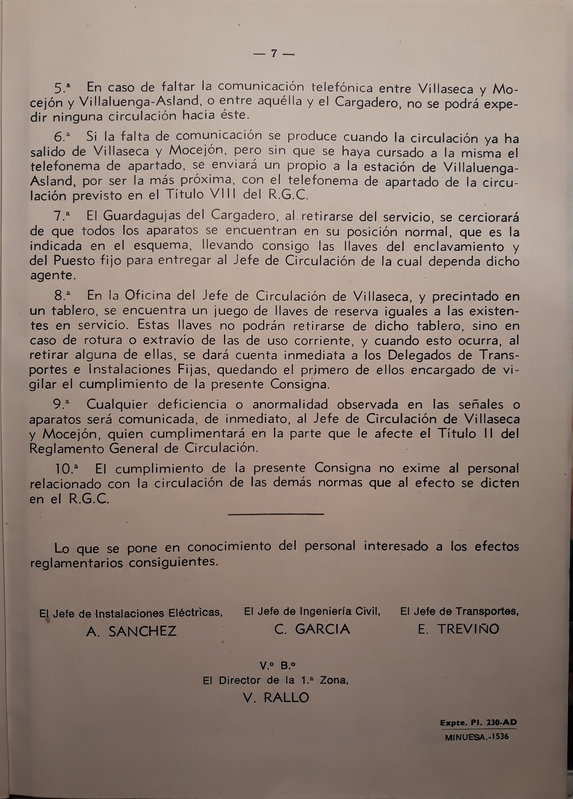 — 7 —
5.ª En caso de faltar la comunicación telefónica entre Villaseca y Mo-
cejón y Villaluenga-Asland, o entre aquélla y el Cargadero, no se podrá expe-
dir ninguna circulación hacia éste.
6.ª Si la falta de comunicación se produce cuando la circulación ya ha
salido de Villaseca y Mocejón, pero sin que se haya cursado a la misma el
telefonema de apartado, se enviará un propio a la estación de Villaluenga-
Asland, por ser la más próxima, con el telefonema de apartado de la circu-
lación previsto en el Título VIII del R.G.C.
7.ª El Guardagujas del Cargadero, al retirarse del servicio, se cerciorará
de que todos los aparatos se encuentran en su posición normal, que es la
indicada en el esquema, llevando consigo las llaves del enclavamiento y
del Puesto fijo para entregar al Jefe de Circulación de la cual dependa dicho
agente.
8.ª En la Oficina del Jefe de Circulación de Villaseca, y precintado en
un tablero, se encuentra un juego de llaves de reserva iguales a las existen-
tes en servicio. Estas llaves no podrán retirarse de dicho tablero, sino en
caso de rotura o extravío de las de uso corriente, y cuando esto ocurra, al
retirar alguna de ellas, se dará cuenta inmediata a los Delegados de Trans-
portes e Instalaciones Fijas, quedando el primero de ellos encargado de vi-
gilar el cumplimiento de la presente Consigna.
9.ª Cualquier deficiencia o anormalidad observada en las señales o
aparatos será comunicada, de inmediato, al Jefe de Circulación de Villaseca
y Mocejón, quien cumplimentará en la parte que le afecte el Título II del
Reglamento General de Circulación.
10.ª El cumplimiento de la presente Consigna no exime al personal
relacionado con la circulación de las demás normas que al efecto se dicten
en el R.G.C.
Lo que se pone en conocimiento del personal interesado a los efectos
reglamentarios consiguientes.
El Jefe de Instalaciones Eléctricas, El Jefe de Ingeniería Civil, El Jefe de Transportes,
A. SANCHEZ C. GARCIA E. TREVIÑO
V.º B.º
El Director de la 1.ª Zona,
V. RALLO
Expte. Pl. 230-AD
MINUESA.-1536